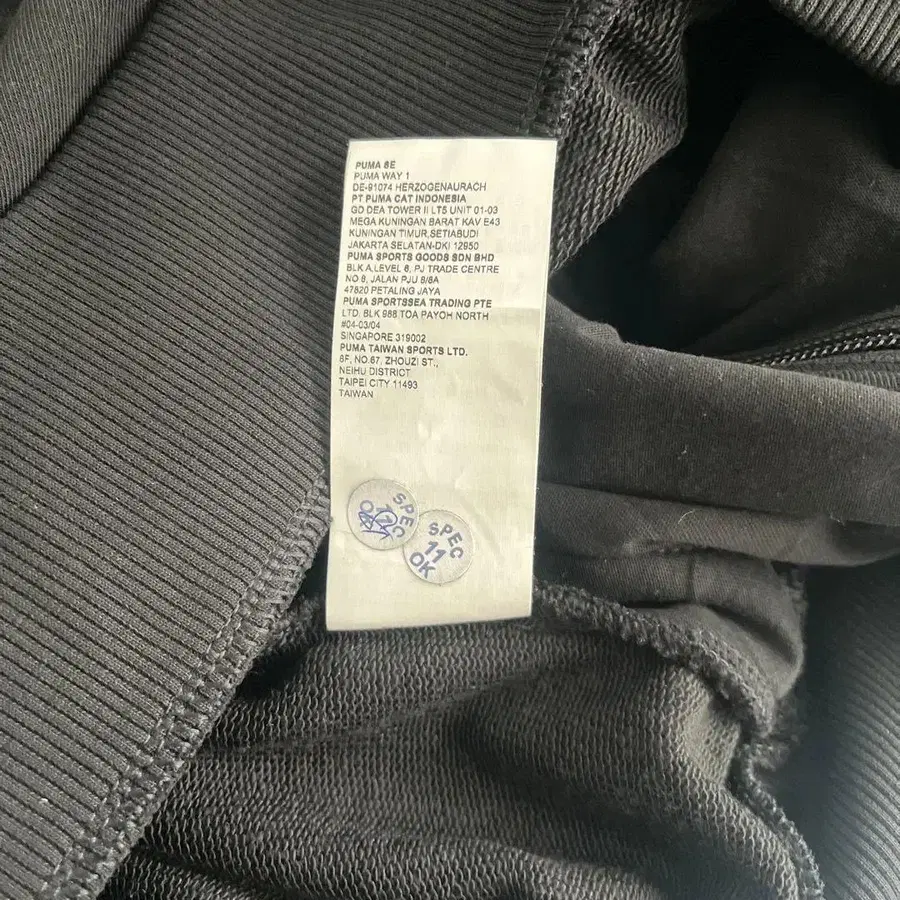 PUMA SE
PUMA WAY 1
DE-91074 HERZOGENAURACH
PT PUMA CAT INDONESIA
GD DEA TOWER II LT5 UNIT 01-03
MEGA KUNINGAN BARAT KAV E43
KUNINGAN TIMUR,SETIABUDI
JAKARTA SELATAN-DKI 12950
PUMA SPORTS GOODS SDN BHD
BLK A,LEVEL 8, PJ TRADE CENTRE
NO 8, JALAN PJU 8/8A
47820 PETALING JAYA
PUMA SPORTSSEA TRADING PTE
LTD. BLK 988 TOA PAYOH NORTH
#04-03/04
SINGAPORE 319002
PUMA TAIWAN SPORTS LTD.
6F, NO.67, ZHOUZI ST.,
NEIHU DISTRICT
TAIPEI CITY 11493
TAIWAN
SPEC
11
SPEC
11
OK